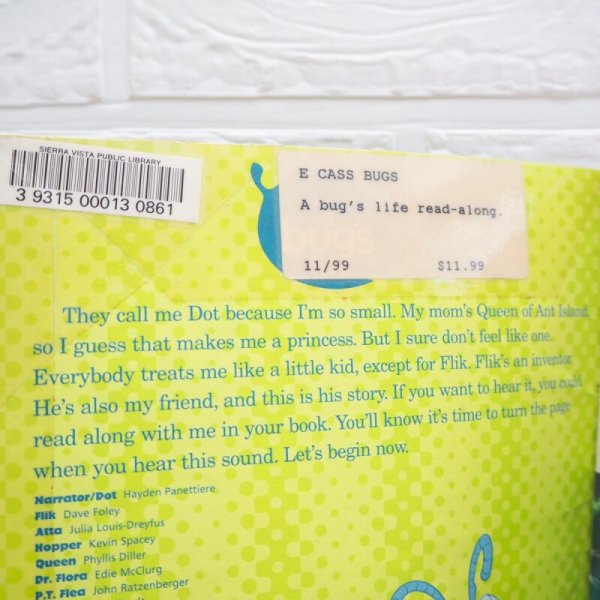 SIERRA VISTA PUBLIC LIBRARY
3 9315 00013 0861
E CASS BUGS
A bug's life read-along.
11/99 $11.99
They call me Dot because I'm so small. My mom's Queen of Ant Island,
so I guess that makes me a princess. But I sure don't feel like one.
Everybody treats me like a little kid, except for Flik. Flik's an inventor.
He's also my friend, and this is his story. If you want to hear it, you could
read along with me in your book. You'll know it's time to turn the page
when you hear this sound. Let's begin now.
Narrator/Dot Hayden Panettiere
Flik Dave Foley
Atta Julia Louis-Dreyfus
Hopper Kevin Spacey
Queen Phyllis Diller
Dr. Flora Edie McClurg
P.T. Flea John Ratzenberger